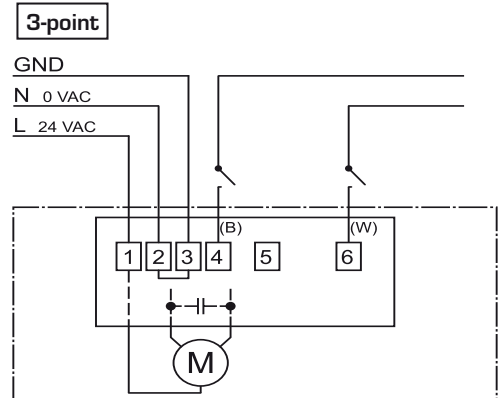 3-point
GND
N 0 VAC
L 24 VAC
(B) (W)
1 2 3 4 5 6
M